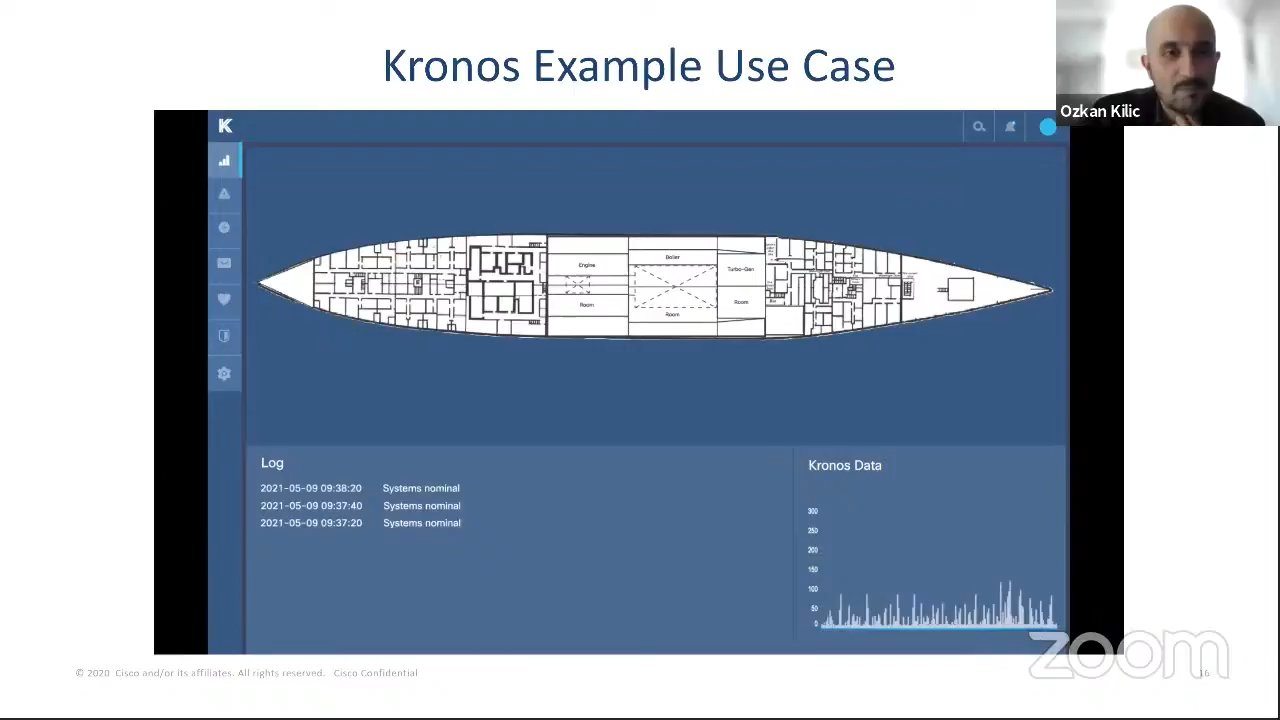 Kronos Example Use Case
Ozkan Kilic
K
Engine
Boiler
Turbo-Gen
Room
Room
Room
Log
2021-05-09 09:38:20 Systems nominal
2021-05-09 09:37:40 Systems nominal
2021-05-09 09:37:20 Systems nominal
Kronos Data
300
250
200
150
100
50
0
zoom
© 2020 Cisco and/or its affiliates. All rights reserved. Cisco Confidential
16